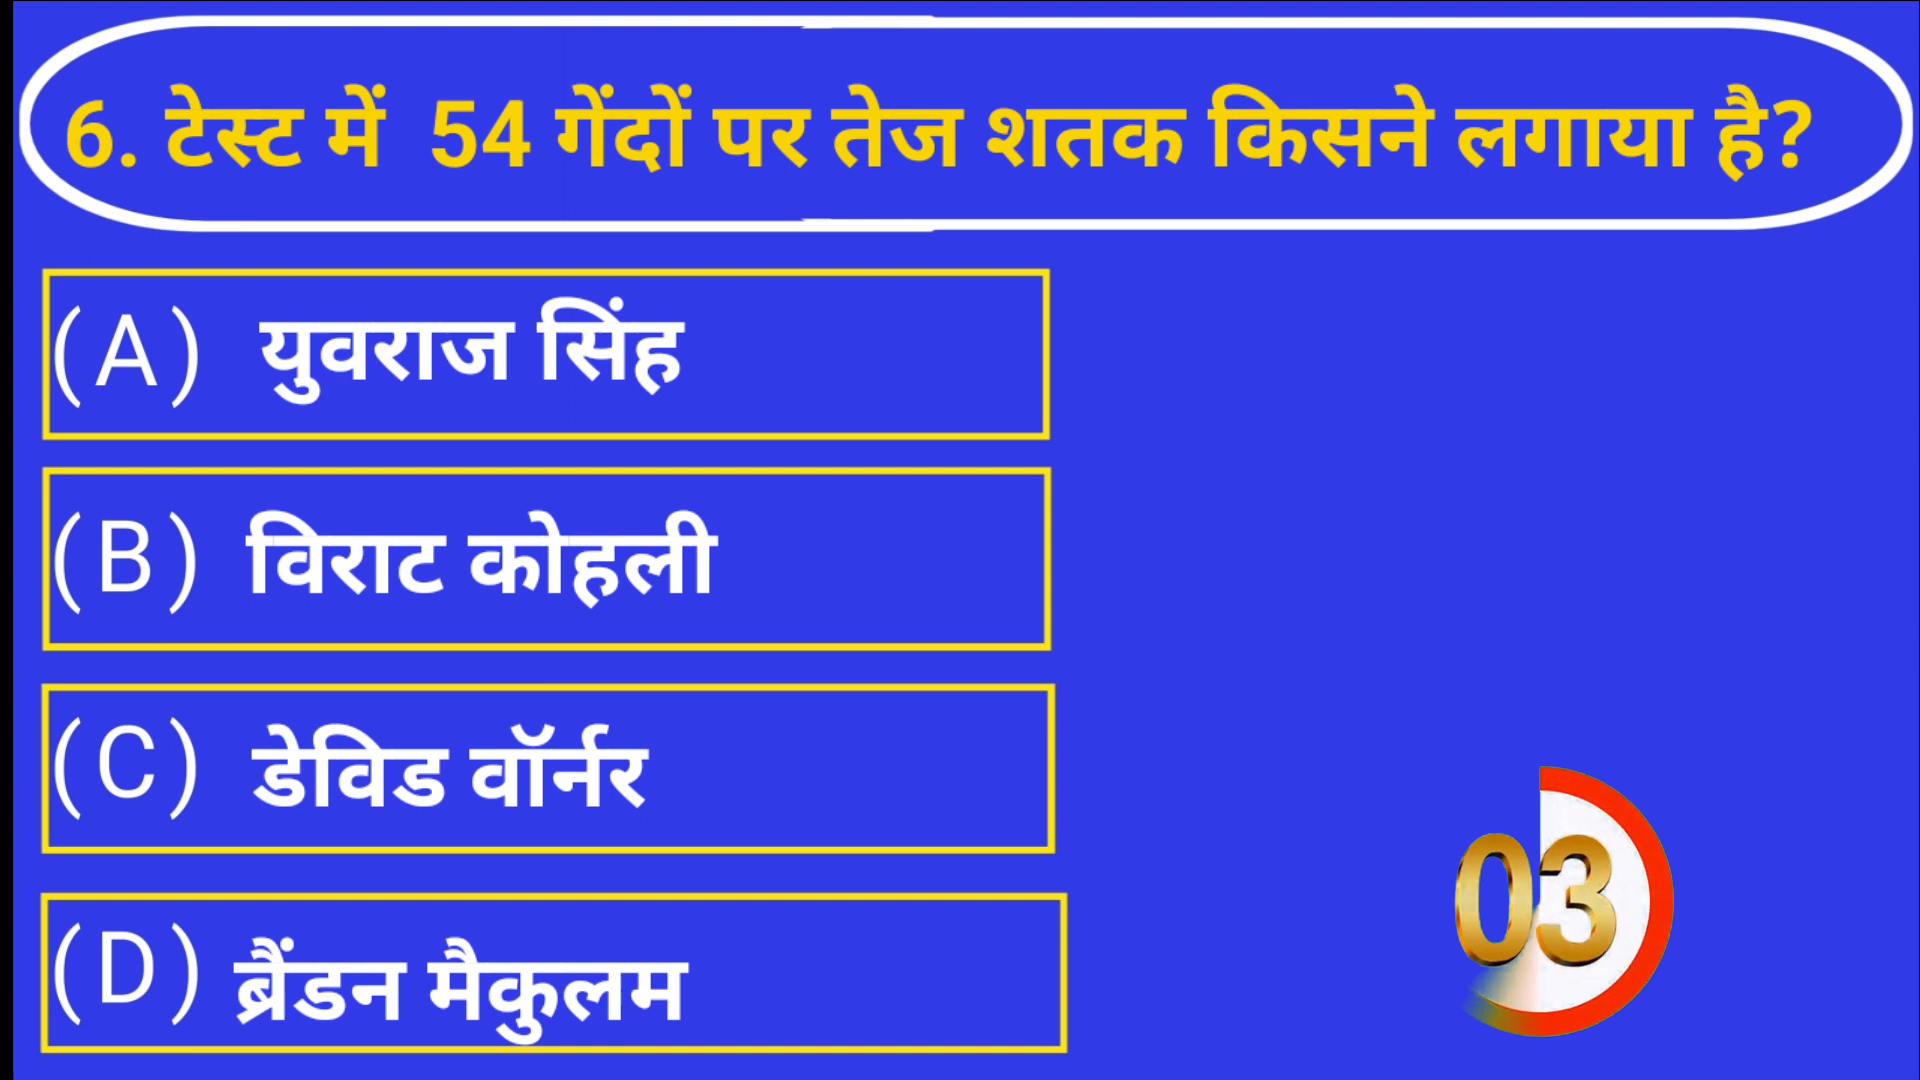 6. टेस्ट में 54 गेंदों पर तेज शतक किसने लगाया है?
(A) युवराज सिंह
(B) विराट कोहली
(C) डेविड वॉर्नर
(D) ब्रैंडन मैकुलम
03